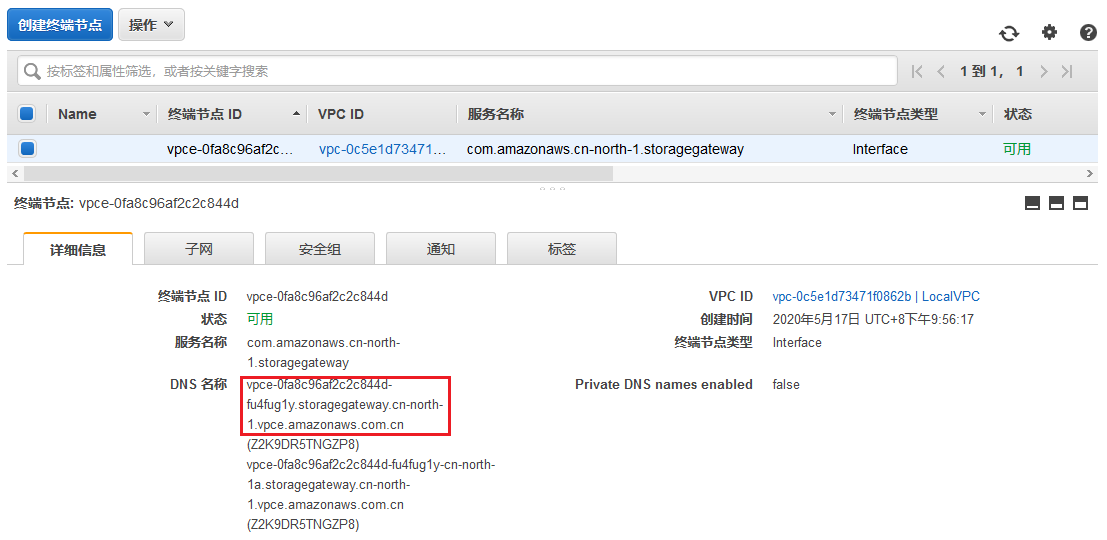 创建终端节点 操作
按标签和属性筛选，或者按关键字搜索 1 到 1， 1
Name 终端节点 ID VPC ID 服务名称 终端节点类型 状态
vpce-0fa8c96af2c... vpc-0c5e1d73471... com.amazonaws.cn-north-1.storagegateway Interface 可用
终端节点: vpce-0fa8c96af2c2c844d
详细信息 子网 安全组 通知 标签
终端节点 ID vpce-0fa8c96af2c2c844d VPC ID vpc-0c5e1d73471f0862b | LocalVPC
状态 可用 创建时间 2020年5月17日 UTC+8下午9:56:17
服务名称 com.amazonaws.cn-north- 终端节点类型 Interface
1.storagegateway
DNS 名称 vpce-0fa8c96af2c2c844d- Private DNS names enabled false
fu4fug1y.storagegateway.cn-north-
1.vpce.amazonaws.com.cn
(Z2K9DR5TNGZP8)
vpce-0fa8c96af2c2c844d-fu4fug1y-cn-north-
1a.storagegateway.cn-north-
1.vpce.amazonaws.com.cn
(Z2K9DR5TNGZP8)